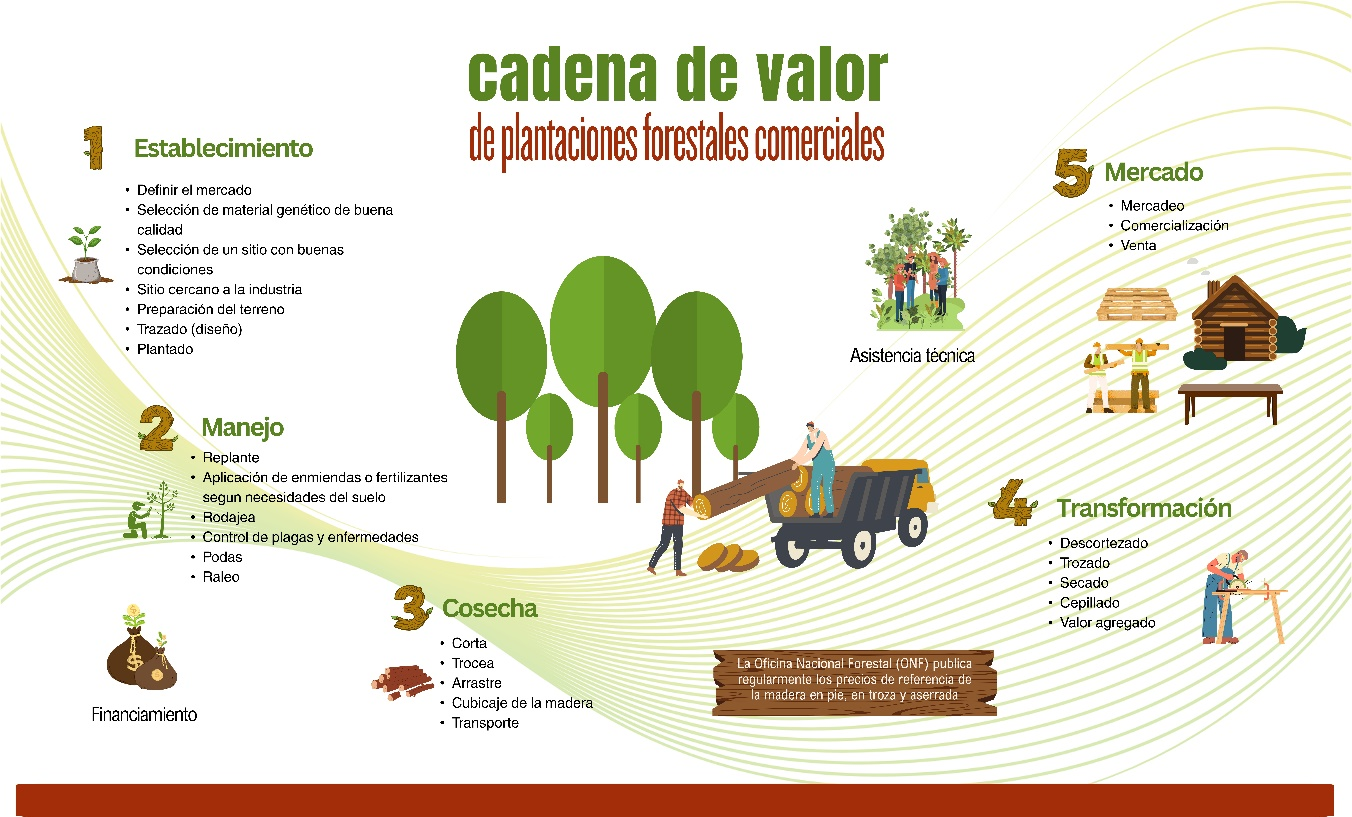 cadena de valor
de plantaciones forestales comerciales
1 Establecimiento
• Definir el mercado
• Selección de material genético de buena
calidad
• Selección de un sitio con buenas
condiciones
• Sitio cercano a la industria
• Preparación del terreno
• Trazado (diseño)
• Plantado
2 Manejo
• Replante
• Aplicación de enmiendas o fertilizantes
segun necesidades del suelo
• Rodajea
• Control de plagas y enfermedades
• Podas
• Raleo
Financiamiento
3 Cosecha
• Corta
• Trocea
• Arrastre
• Cubicaje de la madera
• Transporte
La Oficina Nacional Forestal (ONF) publica
regularmente los precios de referencia de
la madera en pie, en troza y aserrada
Asistencia técnica
4 Transformación
• Descortezado
• Trozado
• Secado
• Cepillado
• Valor agregado
5 Mercado
• Mercadeo
• Comercialización
• Venta